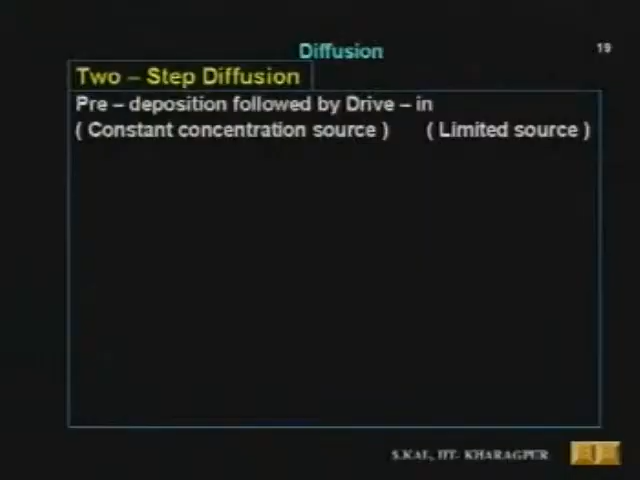 Diffusion
19
Two – Step Diffusion
Pre – deposition followed by Drive – in
( Constant concentration source ) ( Limited source )
S.KAL, IIT- KHARAGPUR